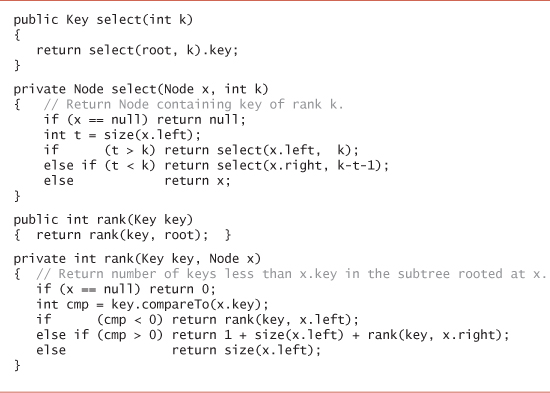 public Key select(int k)
{
   return select(root, k).key;
}
private Node select(Node x, int k)
{   // Return Node containing key of rank k.
    if (x == null) return null;
    int t = size(x.left);
    if      (t > k) return select(x.left,  k);
    else if (t < k) return select(x.right, k-t-1);
    else            return x;
}
public int rank(Key key)
{  return rank(key, root);  }
private int rank(Key key, Node x)
{  // Return number of keys less than x.key in the subtree rooted at x.
   if (x == null) return 0;
   int cmp = key.compareTo(x.key);
   if      (cmp < 0) return rank(key, x.left);
   else if (cmp > 0) return 1 + size(x.left) + rank(key, x.right);
   else              return size(x.left);
}